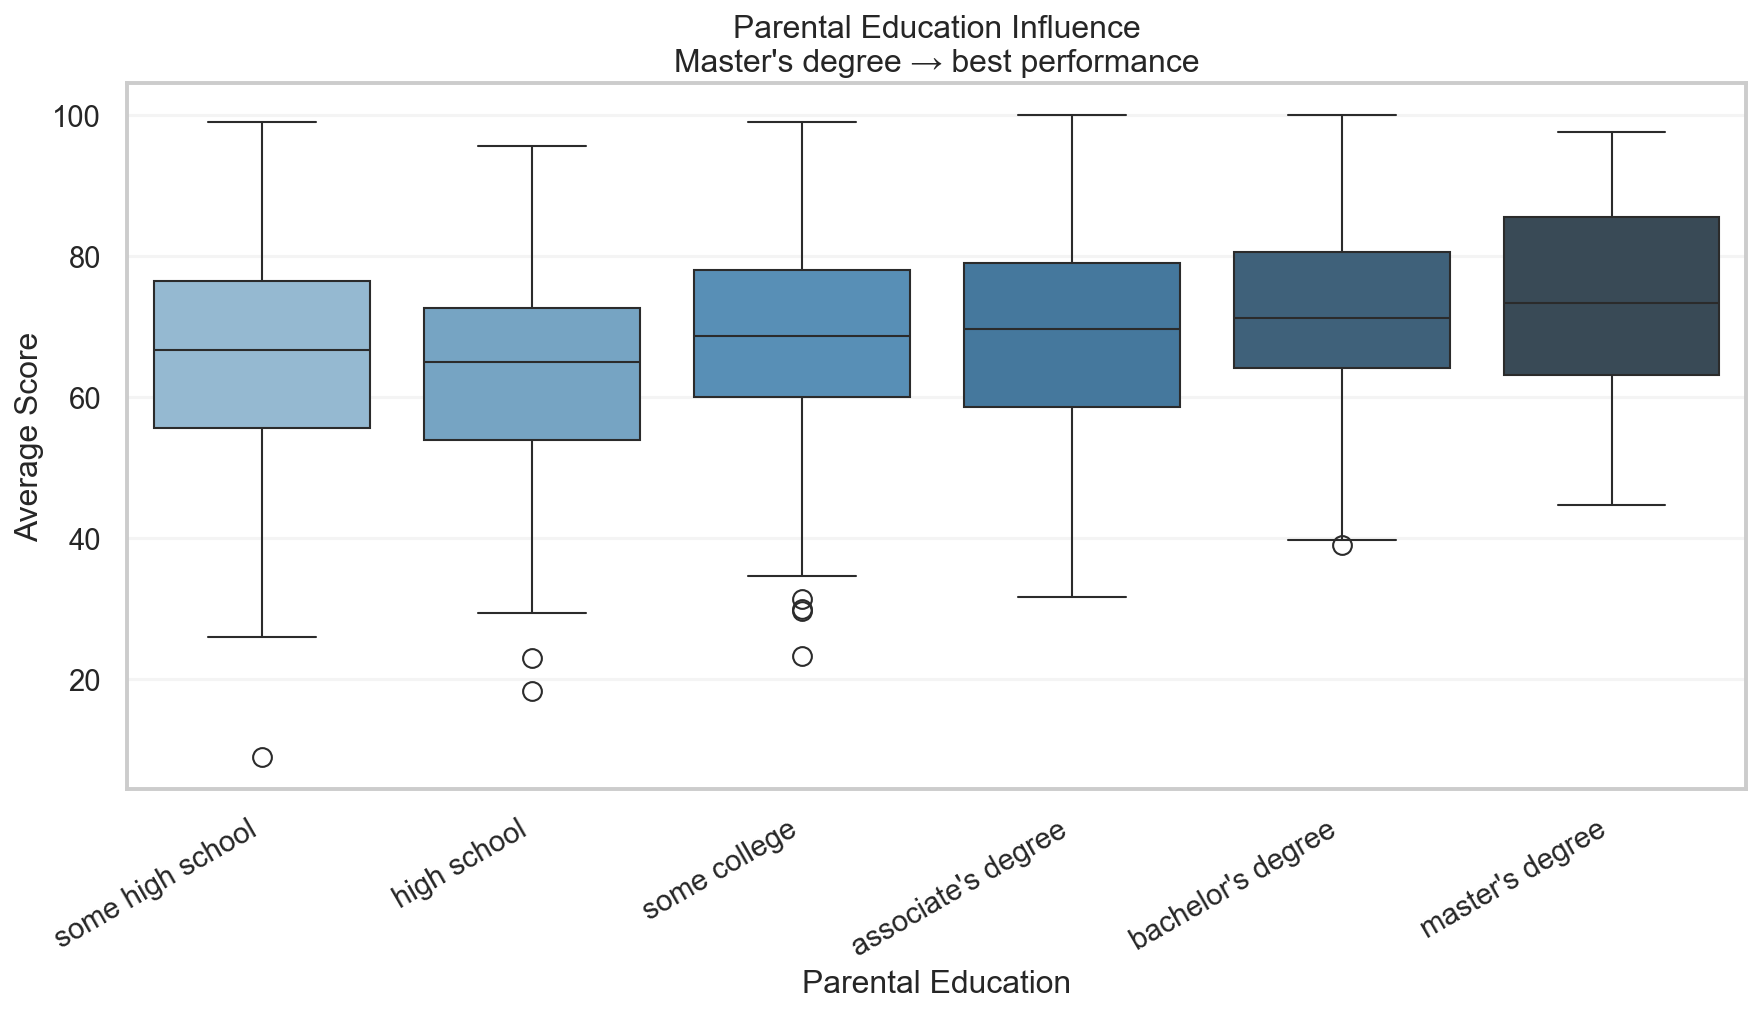 Parental Education Influence
Master's degree → best performance
Average Score
100
80
60
40
20
some high school
high school
some college
associate's degree
bachelor's degree
master's degree
Parental Education